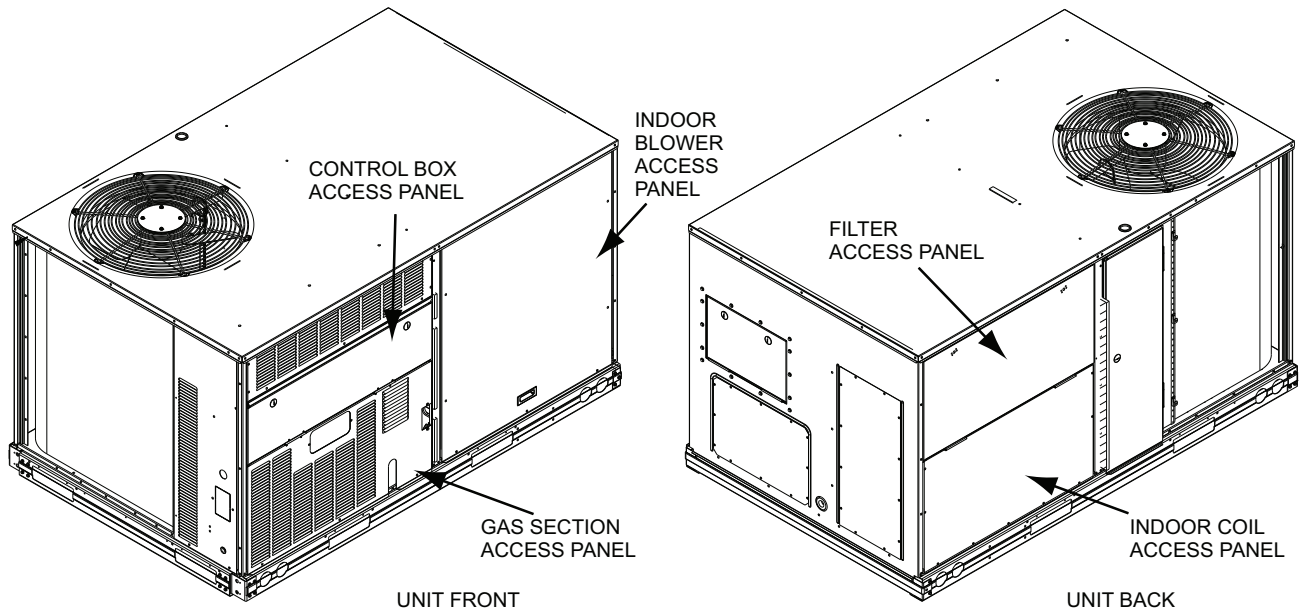 CONTROL BOX
ACCESS PANEL
INDOOR
BLOWER
ACCESS
PANEL
GAS SECTION
ACCESS PANEL
UNIT FRONT
FILTER
ACCESS PANEL
INDOOR COIL
ACCESS PANEL
UNIT BACK